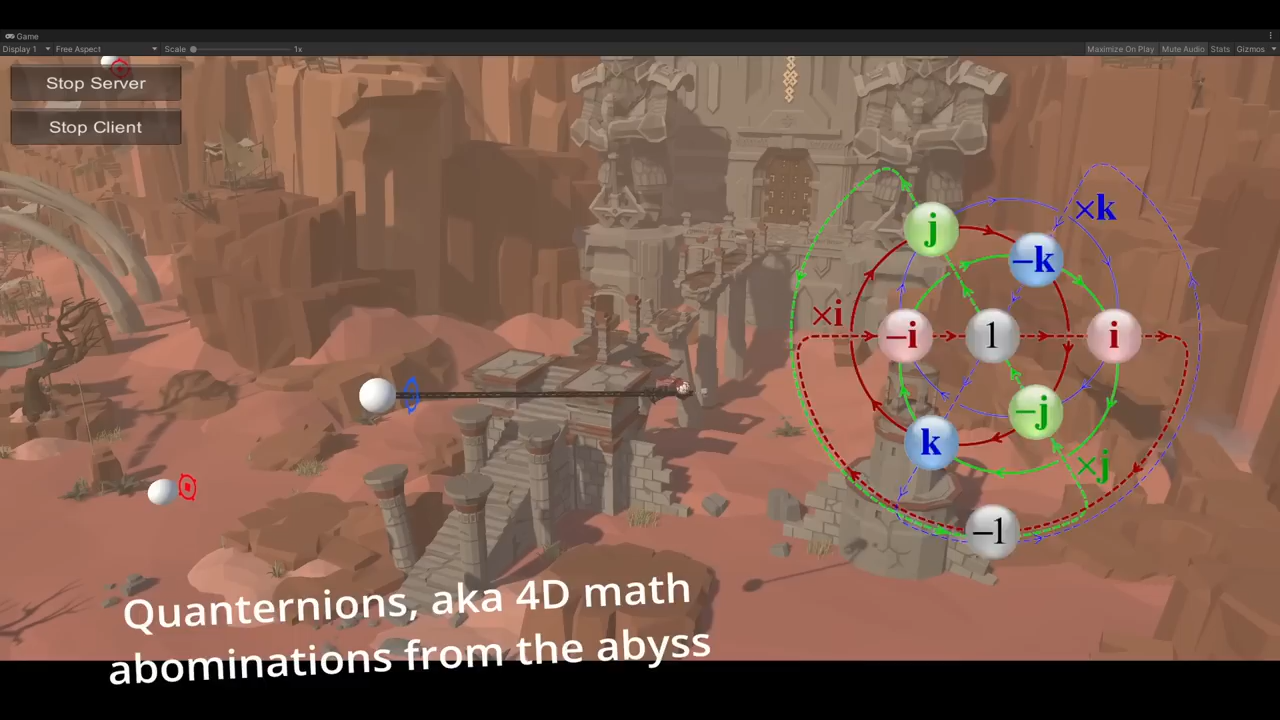 Game
Display 1 Free Aspect Scale 1x Maximize On Play Mute Audio Stats Gizmos
Stop Server
Stop Client
×k
j
−k
×i
−i
1
i
−j
k
×j
−1
Quanternions, aka 4D math
abominations from the abyss